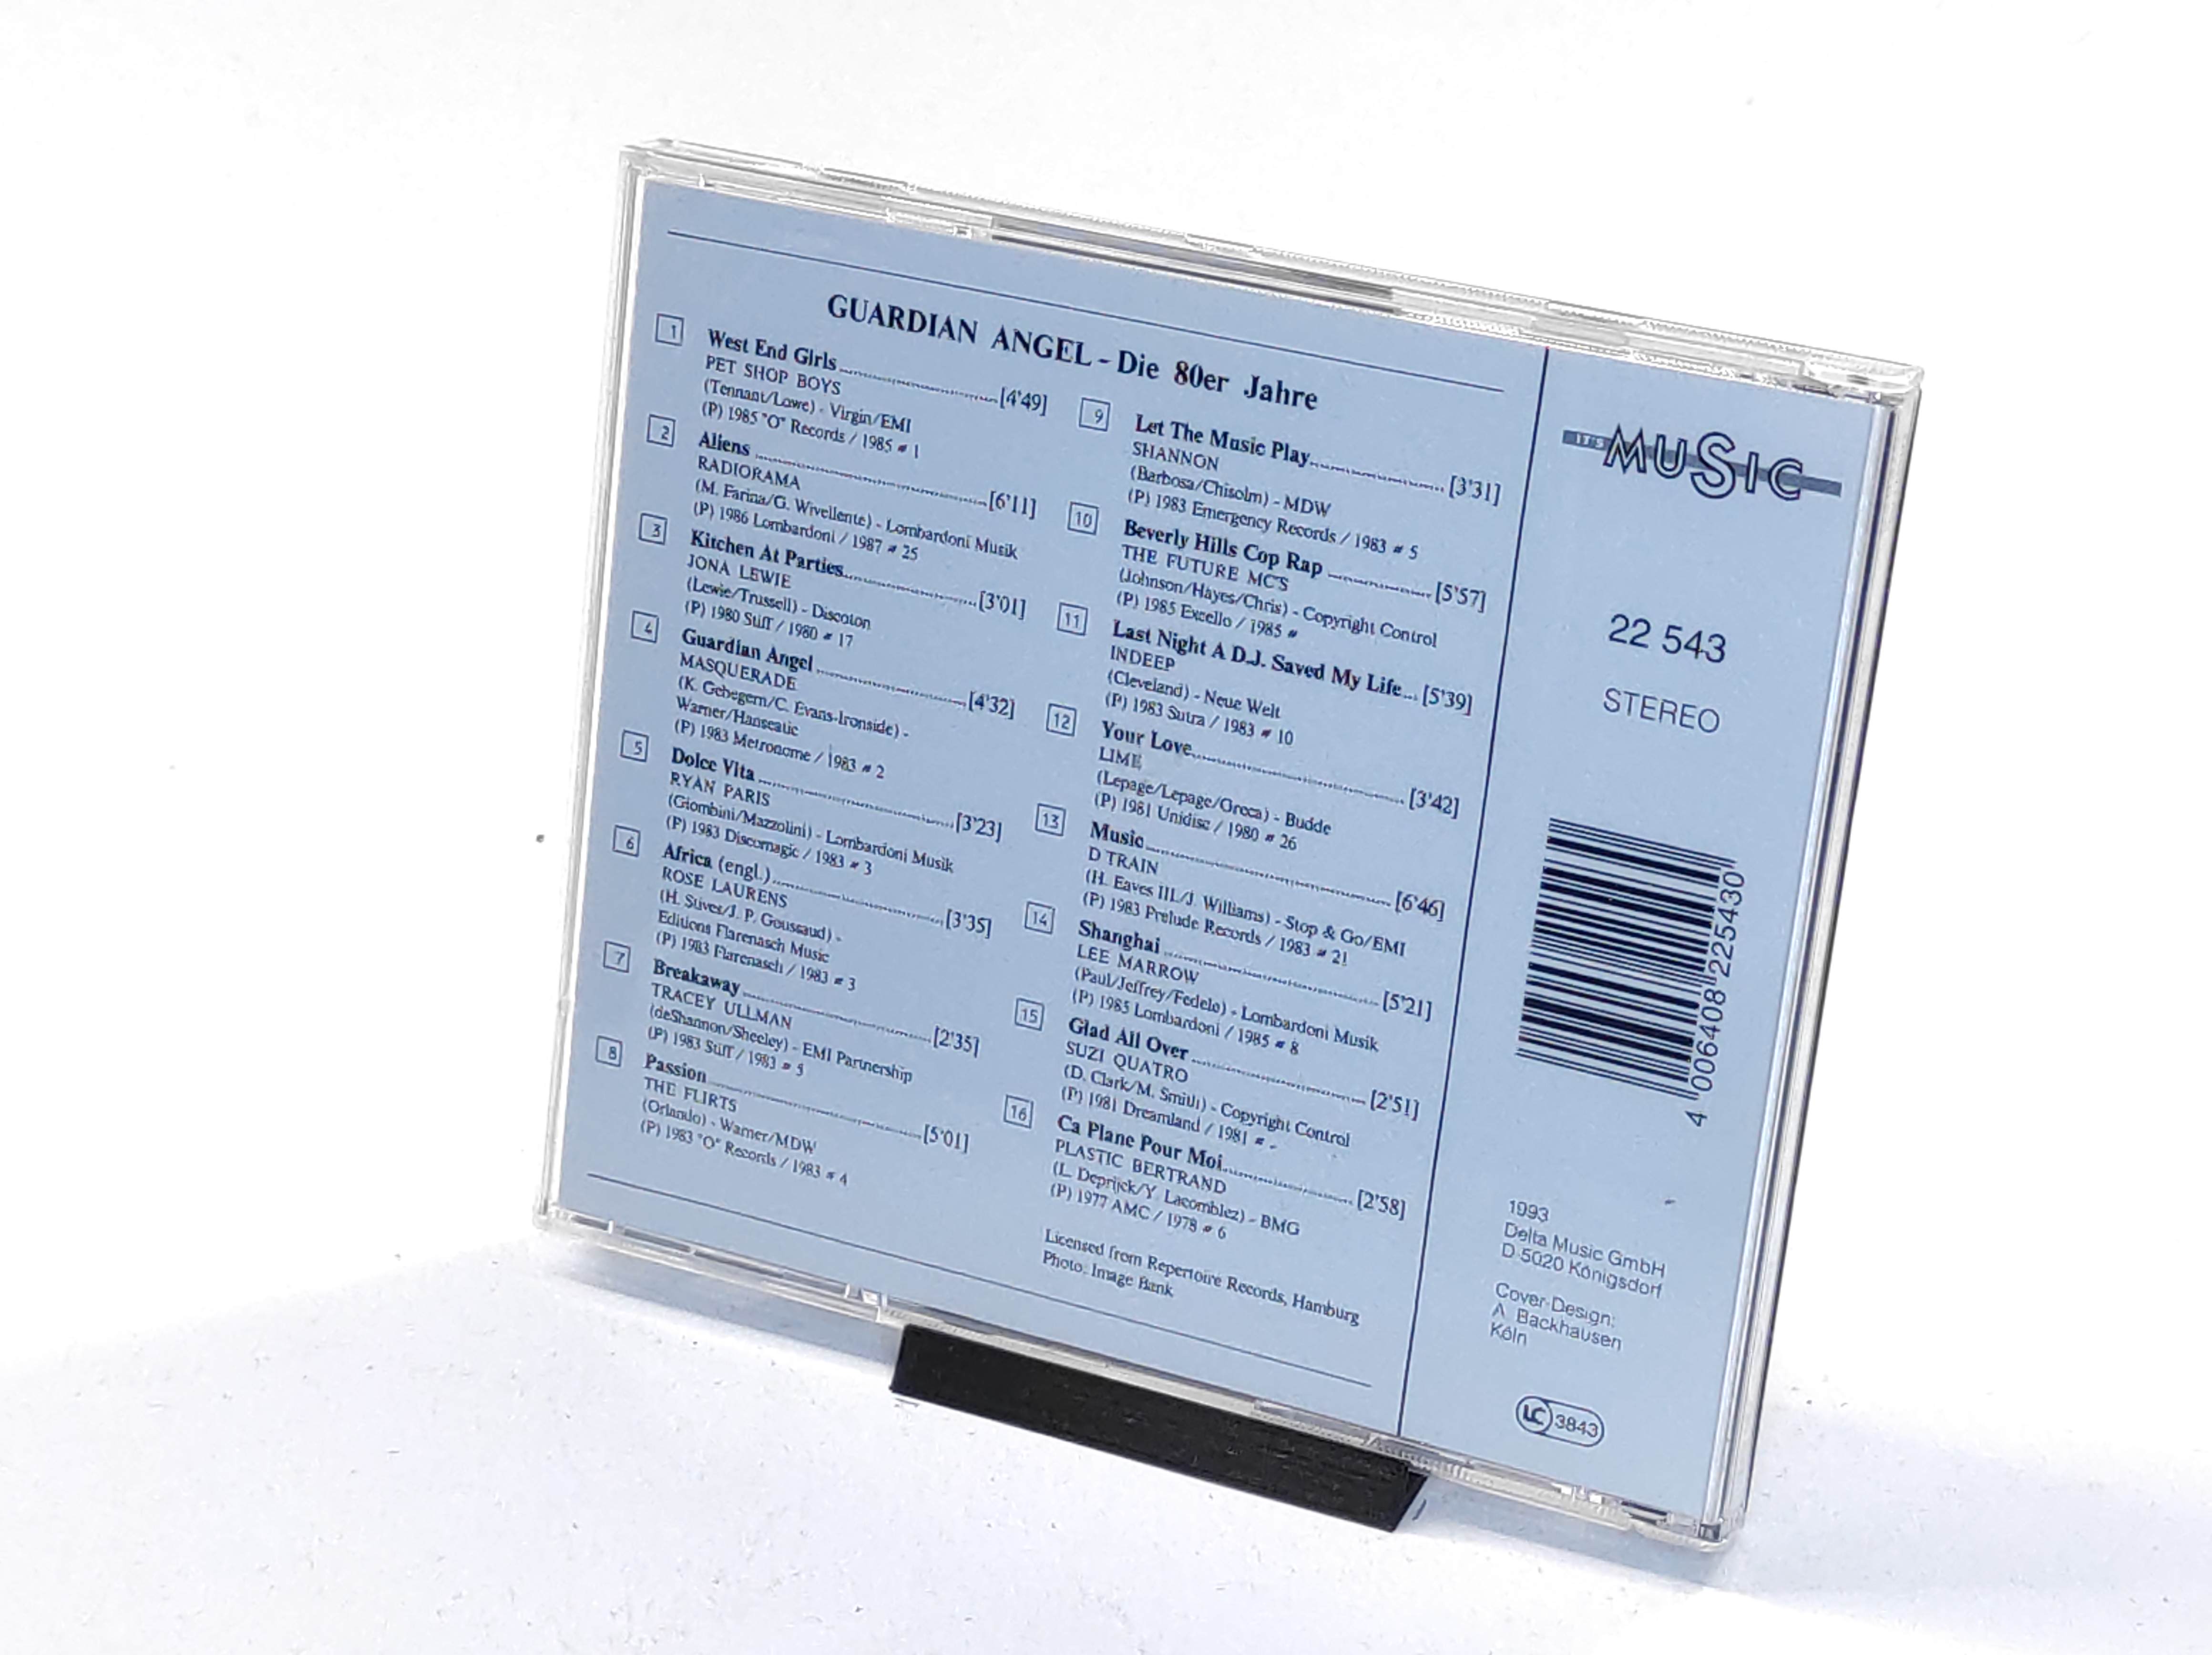 GUARDIAN ANGEL - Die 80er Jahre
1 West End Girls [4'49]
PET SHOP BOYS
(Tennant/Lowe) - Virgin/EMI
(P) 1985 "O" Records / 1985 # 1
2 Aliens [6'11]
RADIORAMA
(M. Farina/G. Wivellente) - Lombardoni Musik
(P) 1986 Lombardoni / 1987 # 25
3 Kitchen At Parties [3'01]
JONA LEWIE
(Lewie/Trussell) - Discoton
(P) 1980 Stiff / 1980 # 17
4 Guardian Angel [4'32]
MASQUERADE
(K. Gebegern/C. Evans-Ironside) -
Warner/Hanseatic
(P) 1983 Metronome / 1983 # 2
5 Dolce Vita [3'23]
RYAN PARIS
(Giombini/Mazzolini) - Lombardoni Musik
(P) 1983 Discomagic / 1983 # 3
6 Africa (engl.) [3'35]
ROSE LAURENS
(H. Stives/J. P. Goussaud) -
Editions Flarenasch Music
(P) 1983 Flarenasch / 1983 # 3
7 Breakaway [2'35]
TRACEY ULLMAN
(deShannon/Sheeley) - EMI Partnership
(P) 1983 Stiff / 1983 # 5
8 Passion [5'01]
THE FLIRTS
(Orlando) - Warner/MDW
(P) 1983 "O" Records / 1983 # 4
9 Let The Music Play [3'31]
SHANNON
(Barbosa/Chisolm) - MDW
(P) 1983 Emergency Records / 1983 # 5
10 Beverly Hills Cop Rap [5'57]
THE FUTURE MC'S
(Johnson/Hayes/Chris) - Copyright Control
(P) 1985 Excello / 1985 #
11 Last Night A D.J. Saved My Life [5'39]
INDEEP
(Cleveland) - Neue Welt
(P) 1983 Sutra / 1983 # 10
12 Your Love [3'42]
LIME
(Lepage/Lepage/Greca) - Budde
(P) 1981 Unidisc / 1980 # 26
13 Music [6'46]
D TRAIN
(H. Eaves III./J. Williams) - Stop & Go/EMI
(P) 1983 Prelude Records / 1983 # 21
14 Shanghai [5'21]
LEE MARROW
(Paul/Jeffrey/Fedelo) - Lombardoni Musik
(P) 1985 Lombardoni / 1985 # 8
15 Glad All Over [2'51]
SUZI QUATRO
(D. Clark/M. Smith) - Copyright Control
(P) 1981 Dreamland / 1981 # -
16 Ca Plane Pour Moi [2'58]
PLASTIC BERTRAND
(L. Deprijck/Y. Lacomblez) - BMG
(P) 1977 AMC / 1978 # 6
Licensed from Repertoire Records, Hamburg
Photo: Image Bank
IT'S MUSIC
22 543
STEREO
4 006408 225430
1993
Delta Music GmbH
D-5020 Königsdorf
Cover-Design:
A. Backhausen
Köln
LC 3843